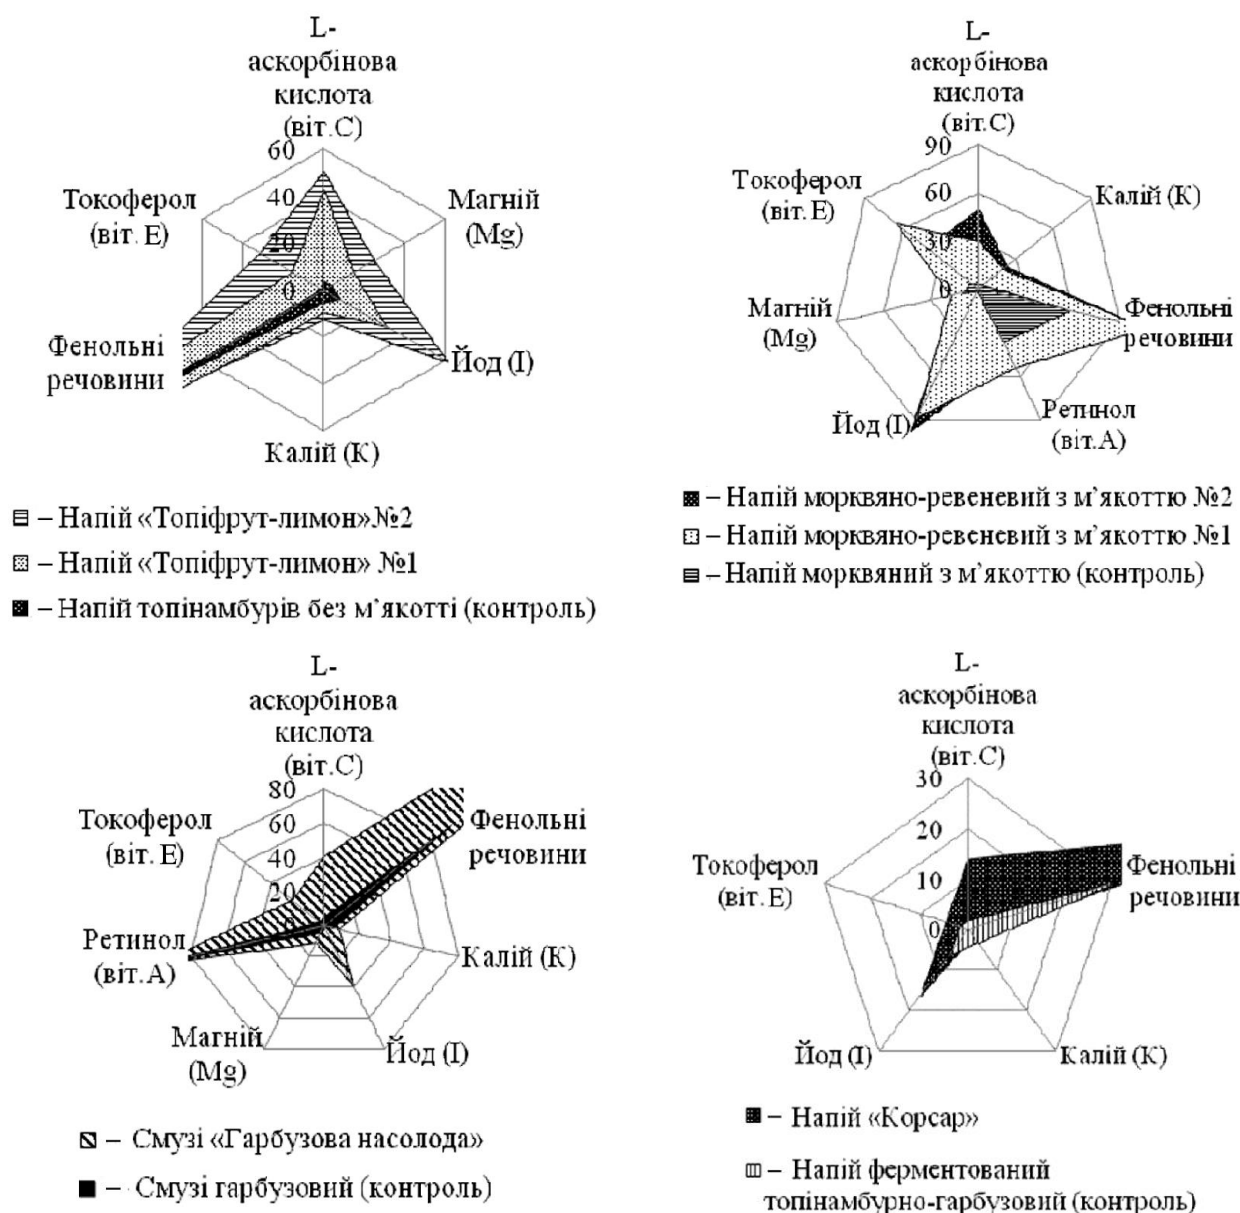 L-
аскорбінова
кислота
(віт.С)
60
40
20
0
Токоферол
(віт. Е)
Магній
(Mg)
Фенольні
речовини
Йод (І)
Калій (К)
– Напій «Топіфрут-лимон»№2
– Напій «Топіфрут-лимон» №1
– Напій топінамбурів без м’якотті (контроль)
L-
аскорбінова
кислота
(віт.С)
90
60
30
0
Токоферол
(віт. Е)
Калій (К)
Магній
(Mg)
Фенольні
речовини
Йод (І)
Ретинол
(віт.А)
– Напій морквяно-ревеневий з м’якоттю №2
– Напій морквяно-ревеневий з м’якоттю №1
– Напій морквяний з м’якоттю (контроль)
L-
аскорбінова
кислота
(віт.С)
80
60
40
20
0
Токоферол
(віт. Е)
Фенольні
речовини
Ретинол
(віт.А)
Калій (К)
Магній
(Mg)
Йод (І)
– Смузі «Гарбузова насолода»
– Смузі гарбузовий (контроль)
L-
аскорбінова
кислота
(віт.С)
30
20
10
0
Токоферол
(віт. Е)
Фенольні
речовини
Йод (І)
Калій (К)
– Напій «Корсар»
– Напій ферментований
топінамбурно-гарбузовий (контроль)